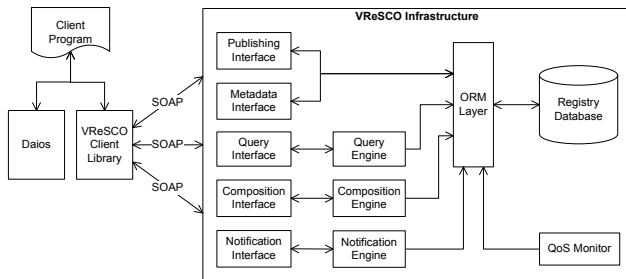 VReSCO Infrastructure
Client
Program
Daios
VReSCO
Client
Library
SOAP
SOAP
SOAP
Publishing
Interface
Metadata
Interface
Query
Interface
Query
Engine
Composition
Interface
Composition
Engine
Notification
Interface
Notification
Engine
ORM
Layer
Registry
Database
QoS Monitor